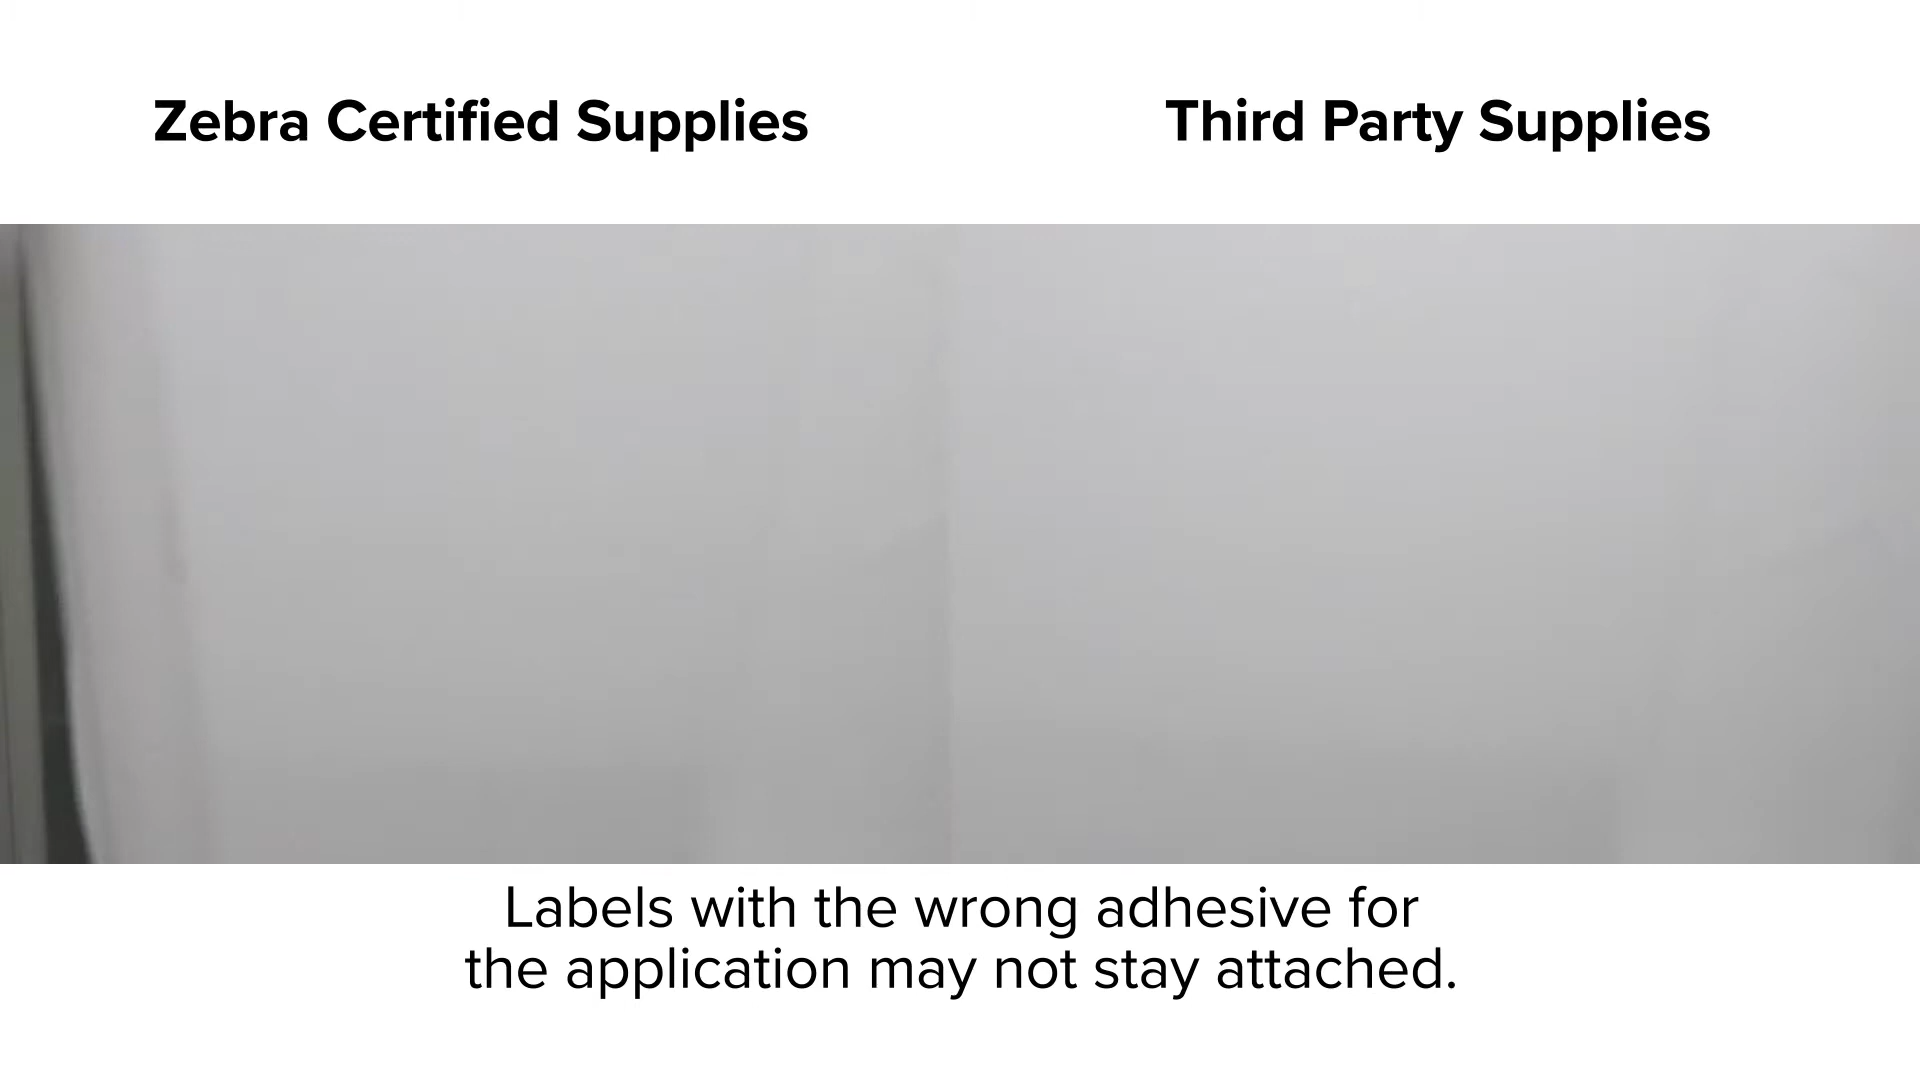 Zebra Certified Supplies
Third Party Supplies
Labels with the wrong adhesive for
the application may not stay attached.